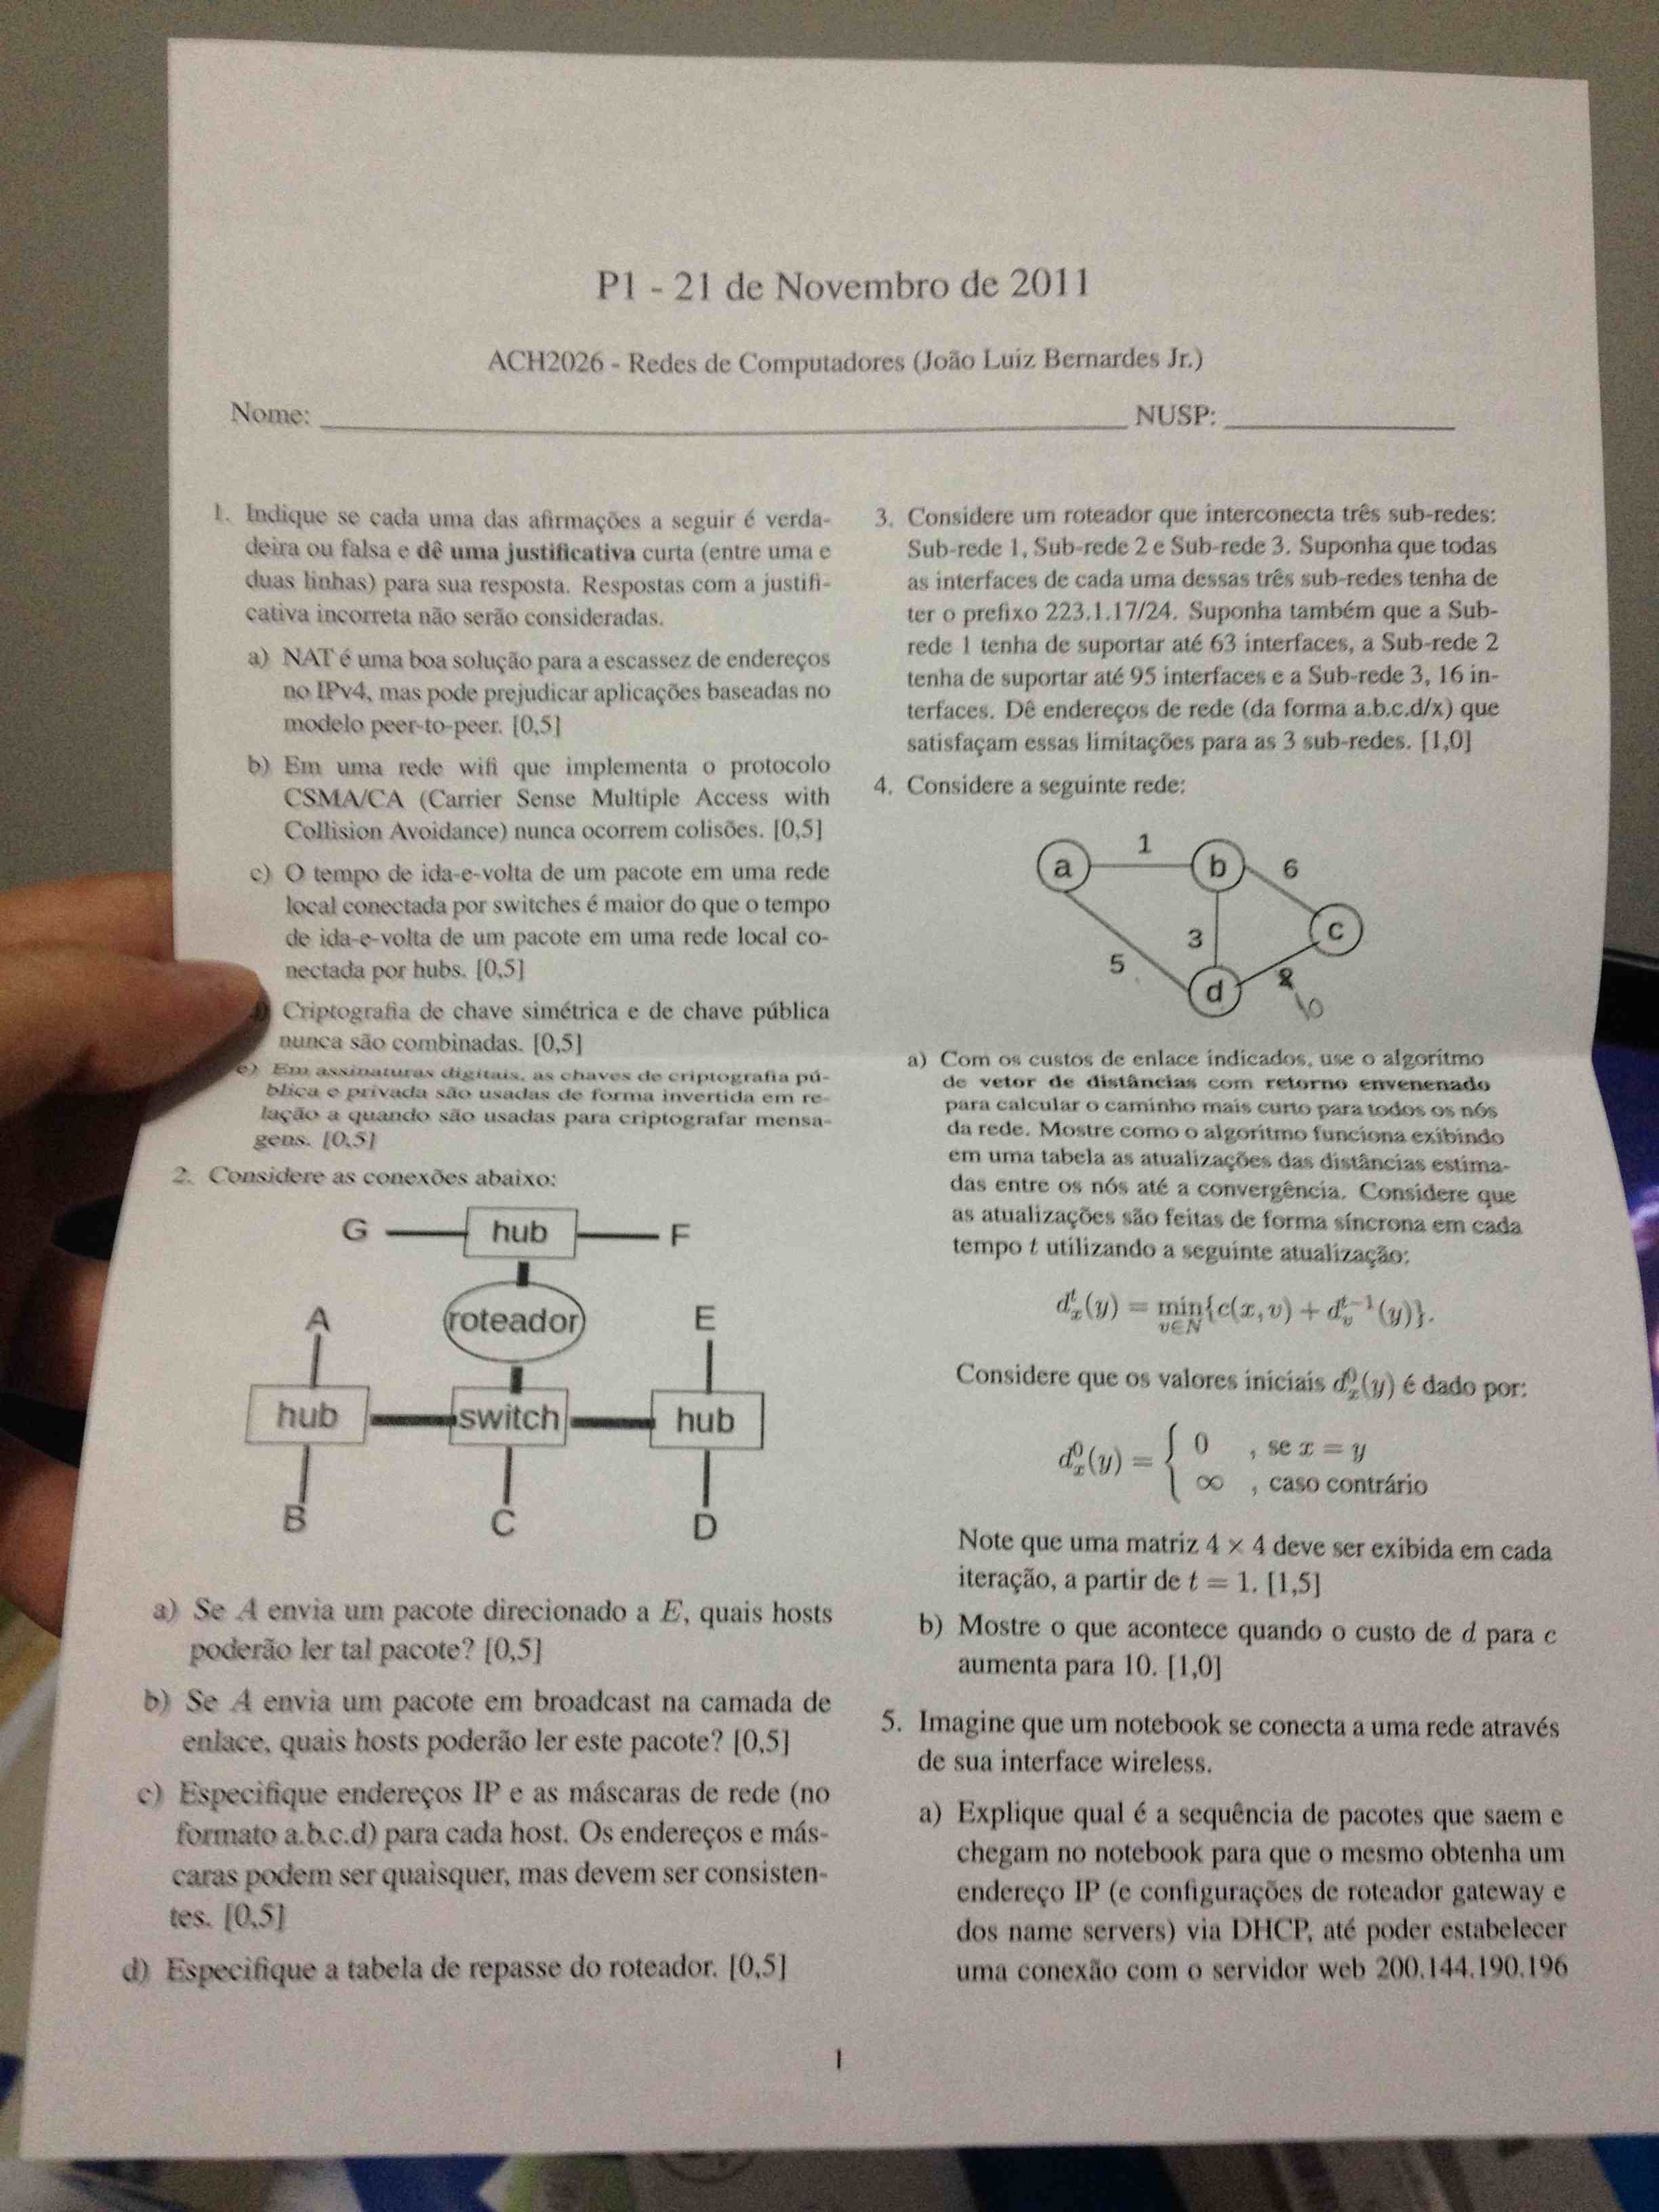 P1 - 21 de Novembro de 2011
ACH2026 - Redes de Computadores (João Luiz Bernardes Jr.)
Nome: NUSP:
1. Indique se cada uma das afirmações a seguir é verda-
deira ou falsa e dê uma justificativa curta (entre uma e
duas linhas) para sua resposta. Respostas com a justifi-
cativa incorreta não serão consideradas.
a) NAT é uma boa solução para a escassez de endereços
no IPv4, mas pode prejudicar aplicações baseadas no
modelo peer-to-peer. [0,5]
b) Em uma rede wifi que implementa o protocolo
CSMA/CA (Carrier Sense Multiple Access with
Collision Avoidance) nunca ocorrem colisões. [0,5]
c) O tempo de ida-e-volta de um pacote em uma rede
local conectada por switches é maior do que o tempo
de ida-e-volta de um pacote em uma rede local co-
nectada por hubs. [0,5]
Criptografia de chave simétrica e de chave pública
nunca são combinadas. [0,5]
e) Em assinaturas digitais, as chaves de criptografia pú-
blica e privada são usadas de forma invertida em re-
lação a quando são usadas para criptografar mensa-
gens. [0,5]
2. Considere as conexões abaixo:
G hub F
A roteador E
hub switch hub
B C D
a) Se A envia um pacote direcionado a E, quais hosts
poderão ler tal pacote? [0,5]
b) Se A envia um pacote em broadcast na camada de
enlace, quais hosts poderão ler este pacote? [0,5]
c) Especifique endereços IP e as máscaras de rede (no
formato a.b.c.d) para cada host. Os endereços e más-
caras podem ser quaisquer, mas devem ser consisten-
tes. [0,5]
d) Especifique a tabela de repasse do roteador. [0,5]
3. Considere um roteador que interconecta três sub-redes:
Sub-rede 1, Sub-rede 2 e Sub-rede 3. Suponha que todas
as interfaces de cada uma dessas três sub-redes tenha de
ter o prefixo 223.1.17/24. Suponha também que a Sub-
rede 1 tenha de suportar até 63 interfaces, a Sub-rede 2
tenha de suportar até 95 interfaces e a Sub-rede 3, 16 in-
terfaces. Dê endereços de rede (da forma a.b.c.d/x) que
satisfaçam essas limitações para as 3 sub-redes. [1,0]
4. Considere a seguinte rede:
a 1 b 6
3 c
5
d
10
a) Com os custos de enlace indicados, use o algoritmo
de vetor de distâncias com retorno envenenado
para calcular o caminho mais curto para todos os nós
da rede. Mostre como o algoritmo funciona exibindo
em uma tabela as atualizações das distâncias estima-
das entre os nós até a convergência. Considere que
as atualizações são feitas de forma síncrona em cada
tempo t utilizando a seguinte atualização:
d_x^t(y) = min_{v∈N}{c(x, v) + d_v^{t-1}(y)}.
Considere que os valores iniciais d_x^0(y) é dado por:
d_x^0(y) = { 0 , se x = y
∞ , caso contrário
Note que uma matriz 4 × 4 deve ser exibida em cada
iteração, a partir de t = 1. [1,5]
b) Mostre o que acontece quando o custo de d para c
aumenta para 10. [1,0]
5. Imagine que um notebook se conecta a uma rede através
de sua interface wireless.
a) Explique qual é a sequência de pacotes que saem e
chegam no notebook para que o mesmo obtenha um
endereço IP (e configurações de roteador gateway e
dos name servers) via DHCP, até poder estabelecer
uma conexão com o servidor web 200.144.190.196
1